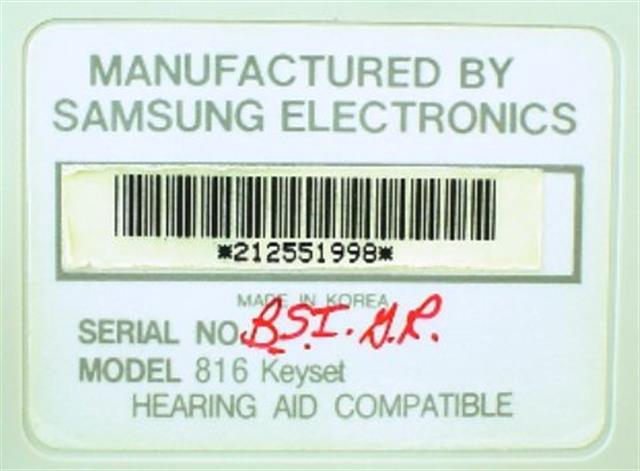 MANUFACTURED BY
SAMSUNG ELECTRONICS
*212551998*
MADE IN KOREA
SERIAL NO. B.S.I. G.R.
MODEL 816 Keyset
HEARING AID COMPATIBLE